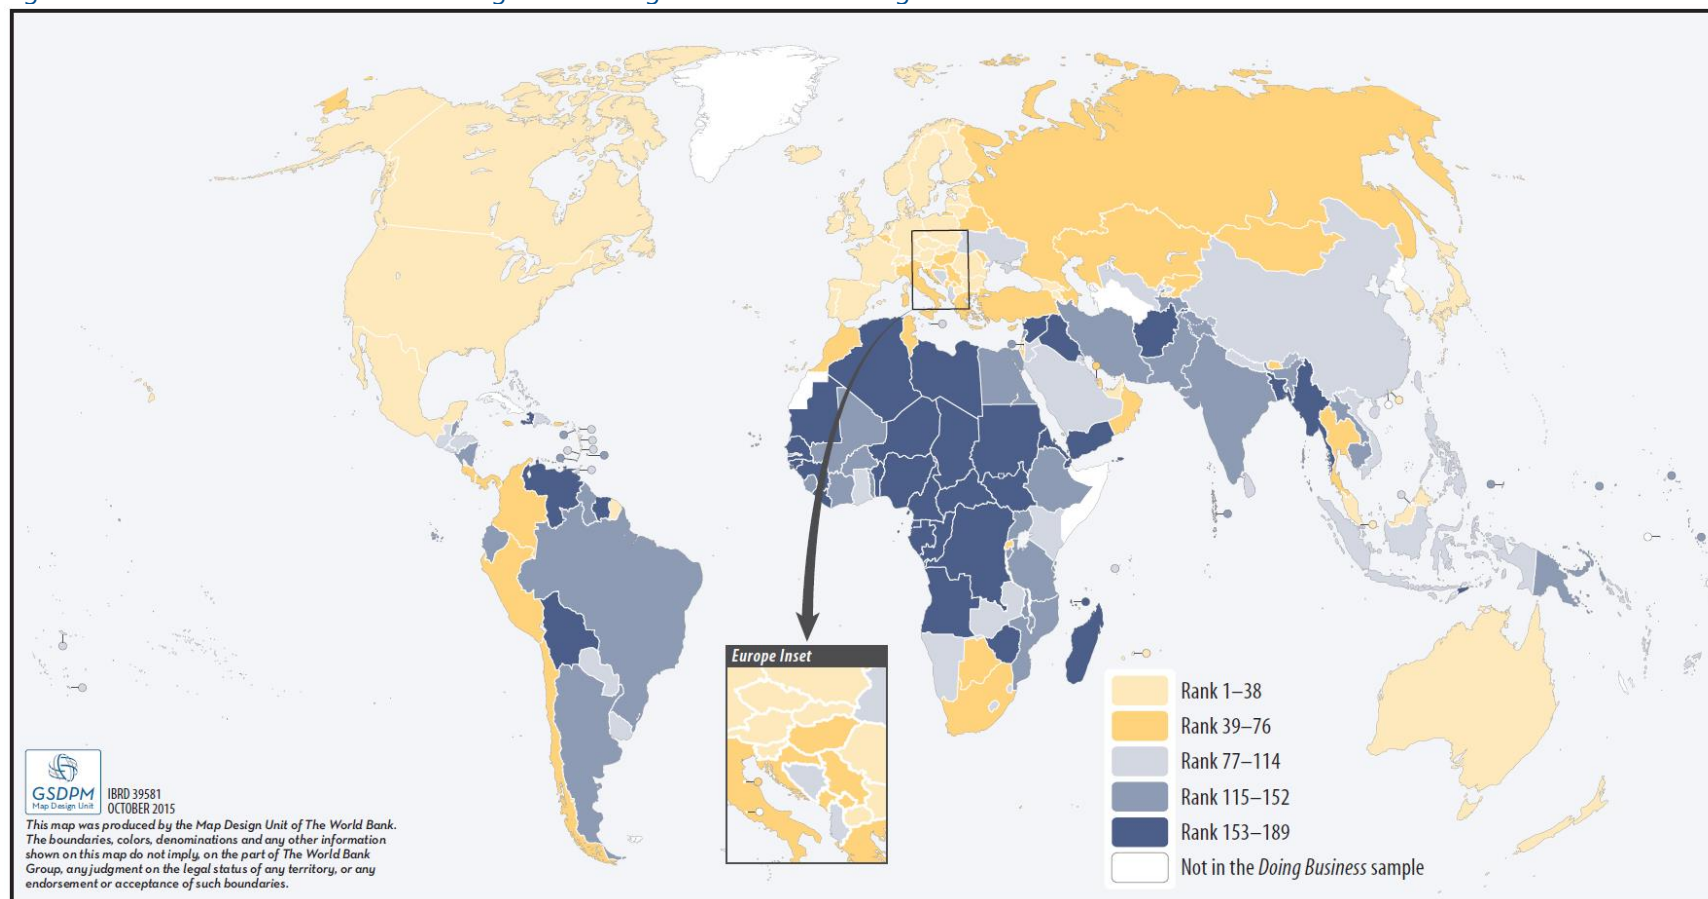 Europe Inset
Rank 1–38
Rank 39–76
Rank 77–114
Rank 115–152
Rank 153–189
Not in the Doing Business sample
GSDPM
Map Design Unit
IBRD 39581
OCTOBER 2015
This map was produced by the Map Design Unit of The World Bank.
The boundaries, colors, denominations and any other information
shown on this map do not imply, on the part of The World Bank
Group, any judgment on the legal status of any territory, or any
endorsement or acceptance of such boundaries.